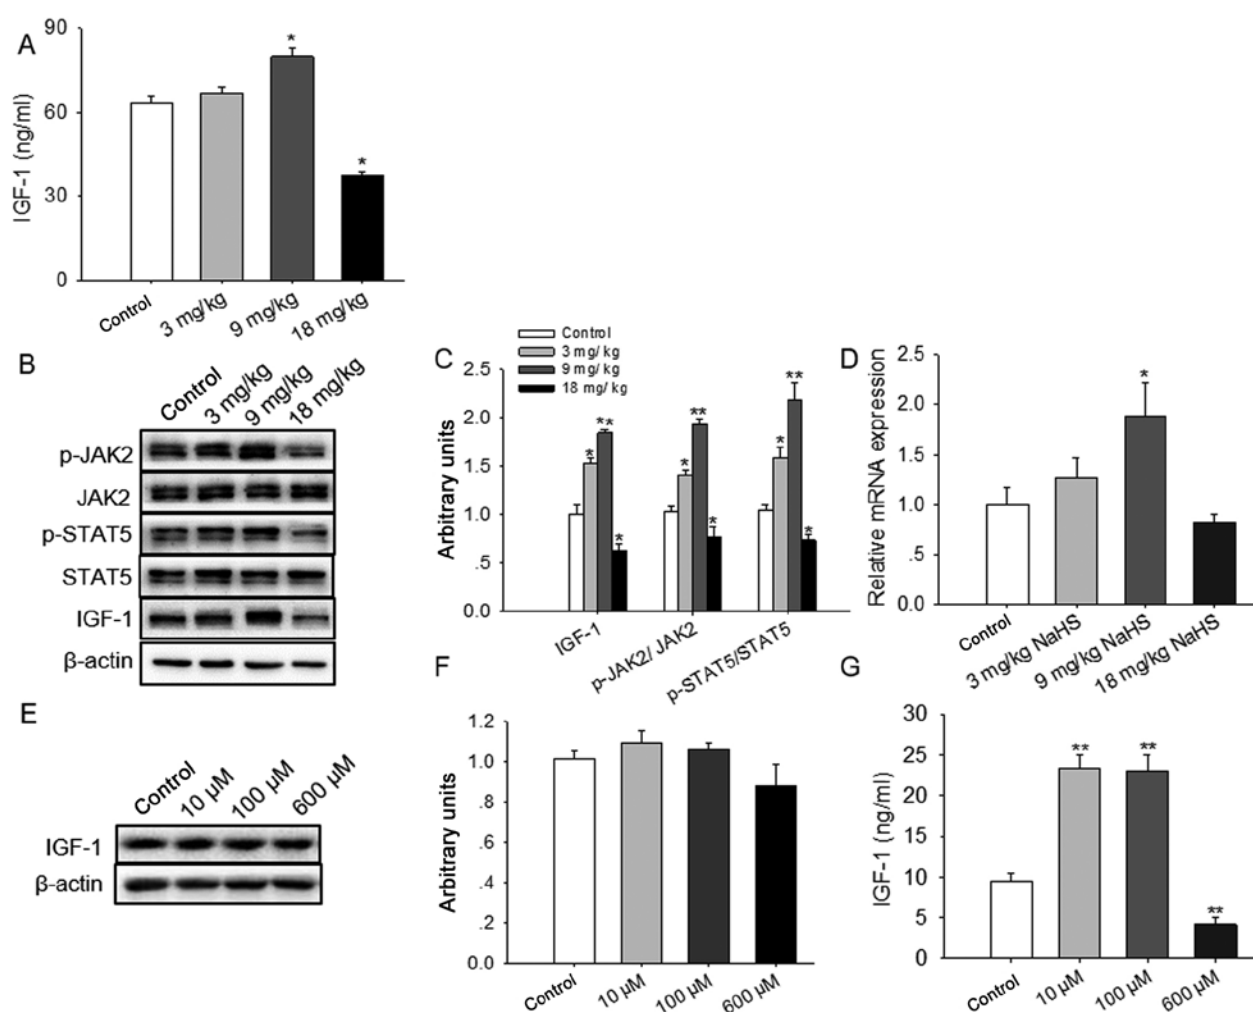 A
IGF-1 (ng/ml)
90
60
30
0
Control
3 mg/kg
9 mg/kg
18 mg/kg
B
Control
3 mg/kg
9 mg/kg
18 mg/kg
p-JAK2
JAK2
p-STAT5
STAT5
IGF-1
β-actin
C
Control
3 mg/kg
9 mg/kg
18 mg/kg
Arbitrary units
2.5
2.0
1.5
1.0
.5
0.0
IGF-1
p-JAK2/ JAK2
p-STAT5/STAT5
D
Relative mRNA expression
2.5
2.0
1.5
1.0
.5
0.0
Control
3 mg/kg NaHS
9 mg/kg NaHS
18 mg/kg NaHS
E
Control
10 μM
100 μM
600 μM
IGF-1
β-actin
F
Arbitrary units
1.2
1.0
.8
.6
.4
.2
0.0
Control
10 μM
100 μM
600 μM
G
IGF-1 (ng/ml)
30
25
20
15
10
5
0
Control
10 μM
100 μM
600 μM